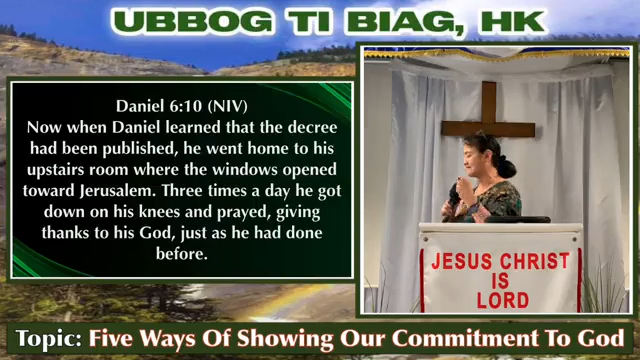 UBBOG TI BIAG, HK
Daniel 6:10 (NIV)
Now when Daniel learned that the decree
had been published, he went home to his
upstairs room where the windows opened
toward Jerusalem. Three times a day he got
down on his knees and prayed, giving
thanks to his God, just as he had done
before.
JESUS CHRIST
IS
LORD
Topic: Five Ways Of Showing Our Commitment To God